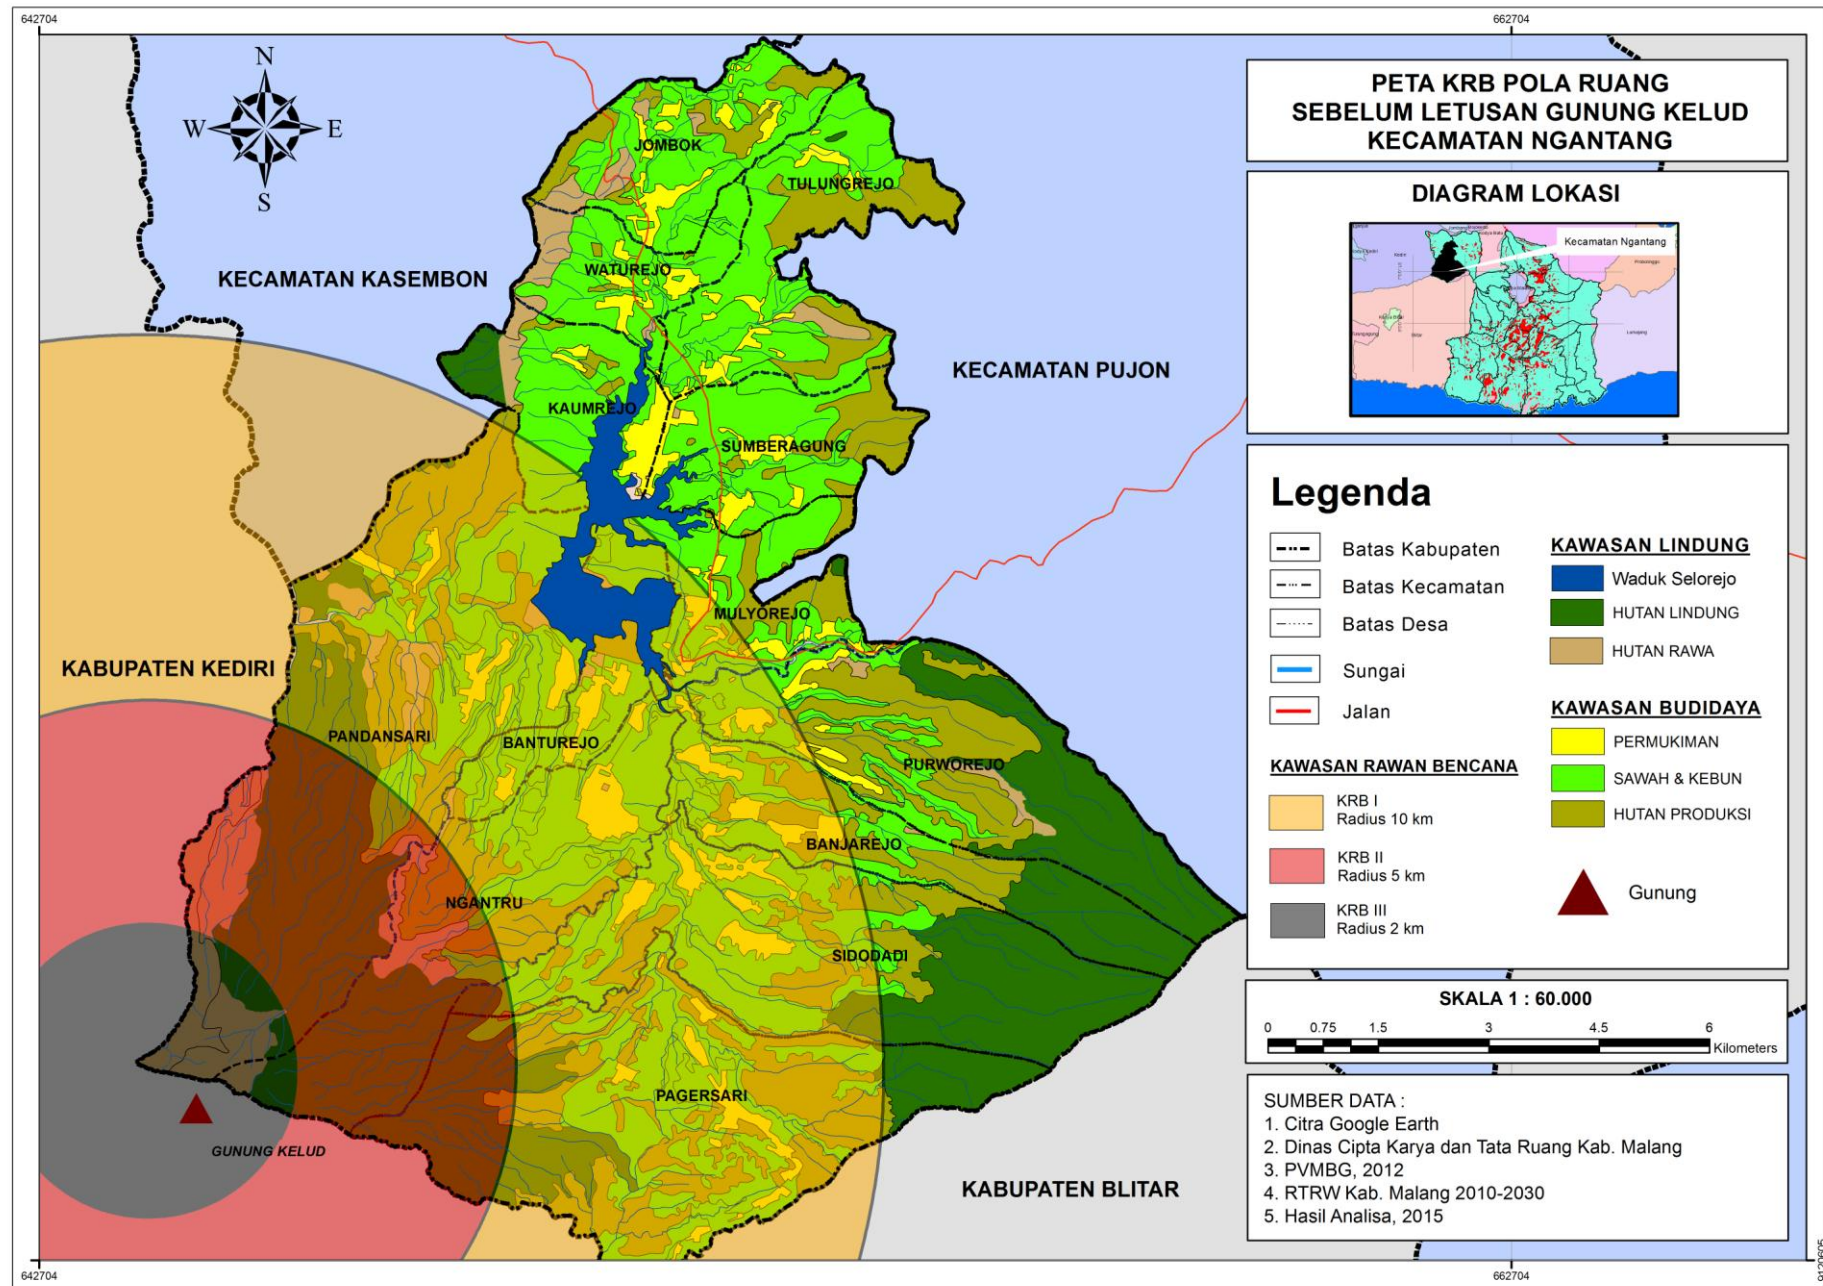 642704
662704
N
W
E
S
PETA KRB POLA RUANG
SEBELUM LETUSAN GUNUNG KELUD
KECAMATAN NGANTANG
DIAGRAM LOKASI
Kecamatan Ngantang
JOMBOK
TULUNGREJO
WATUREJO
KECAMATAN KASEMBON
KECAMATAN PUJON
KAUMREJO
SUMBERAGUNG
MULYOREJO
KABUPATEN KEDIRI
PANDANSARI
BANTUREJO
PURWOREJO
BANJAREJO
NGANTRU
SIDODADI
PAGERSARI
GUNUNG KELUD
KABUPATEN BLITAR
Legenda
Batas Kabupaten
Batas Kecamatan
Batas Desa
Sungai
Jalan
KAWASAN RAWAN BENCANA
KRB I
Radius 10 km
KRB II
Radius 5 km
KRB III
Radius 2 km
KAWASAN LINDUNG
Waduk Selorejo
HUTAN LINDUNG
HUTAN RAWA
KAWASAN BUDIDAYA
PERMUKIMAN
SAWAH & KEBUN
HUTAN PRODUKSI
Gunung
SKALA 1 : 60.000
0 0.75 1.5 3 4.5 6
Kilometers
SUMBER DATA :
1. Citra Google Earth
2. Dinas Cipta Karya dan Tata Ruang Kab. Malang
3. PVMBG, 2012
4. RTRW Kab. Malang 2010-2030
5. Hasil Analisa, 2015
642704
662704